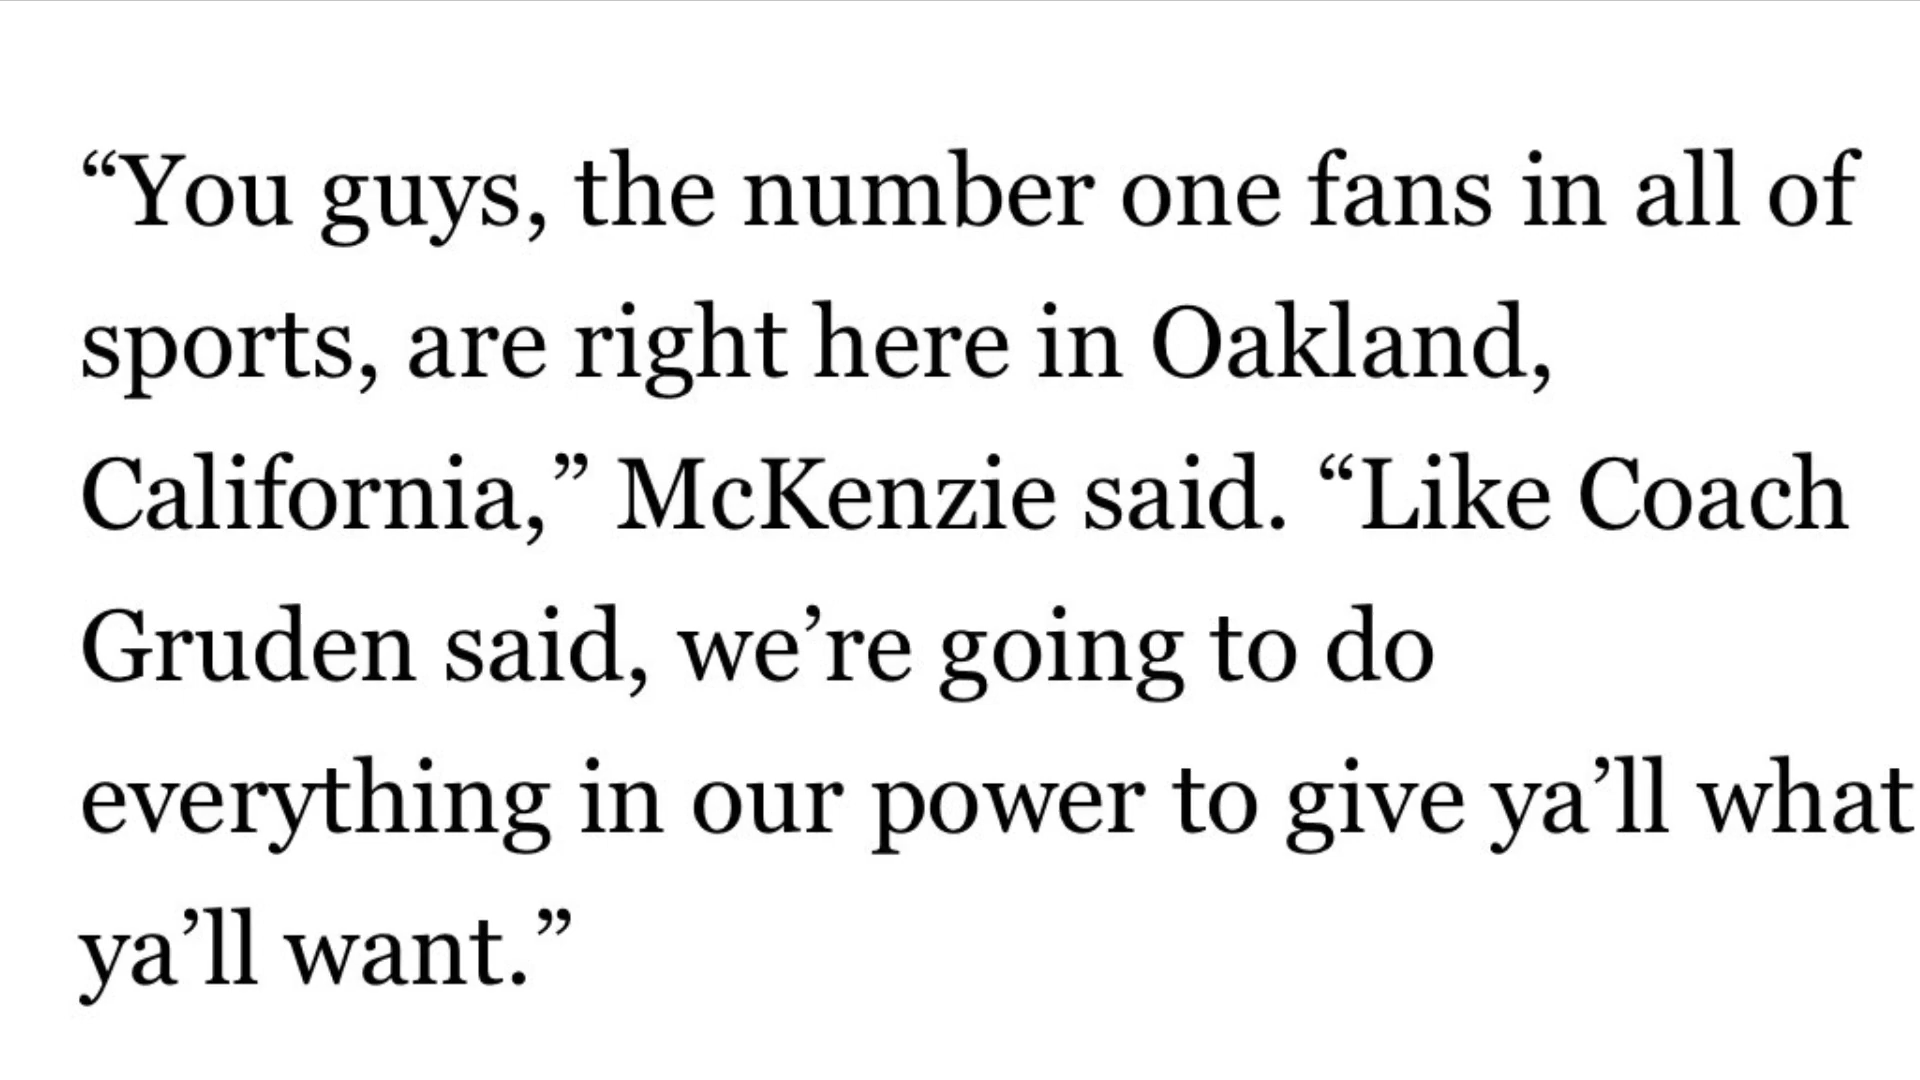 “You guys, the number one fans in all of
sports, are right here in Oakland,
California,” McKenzie said. “Like Coach
Gruden said, we’re going to do
everything in our power to give ya’ll what
ya’ll want.”